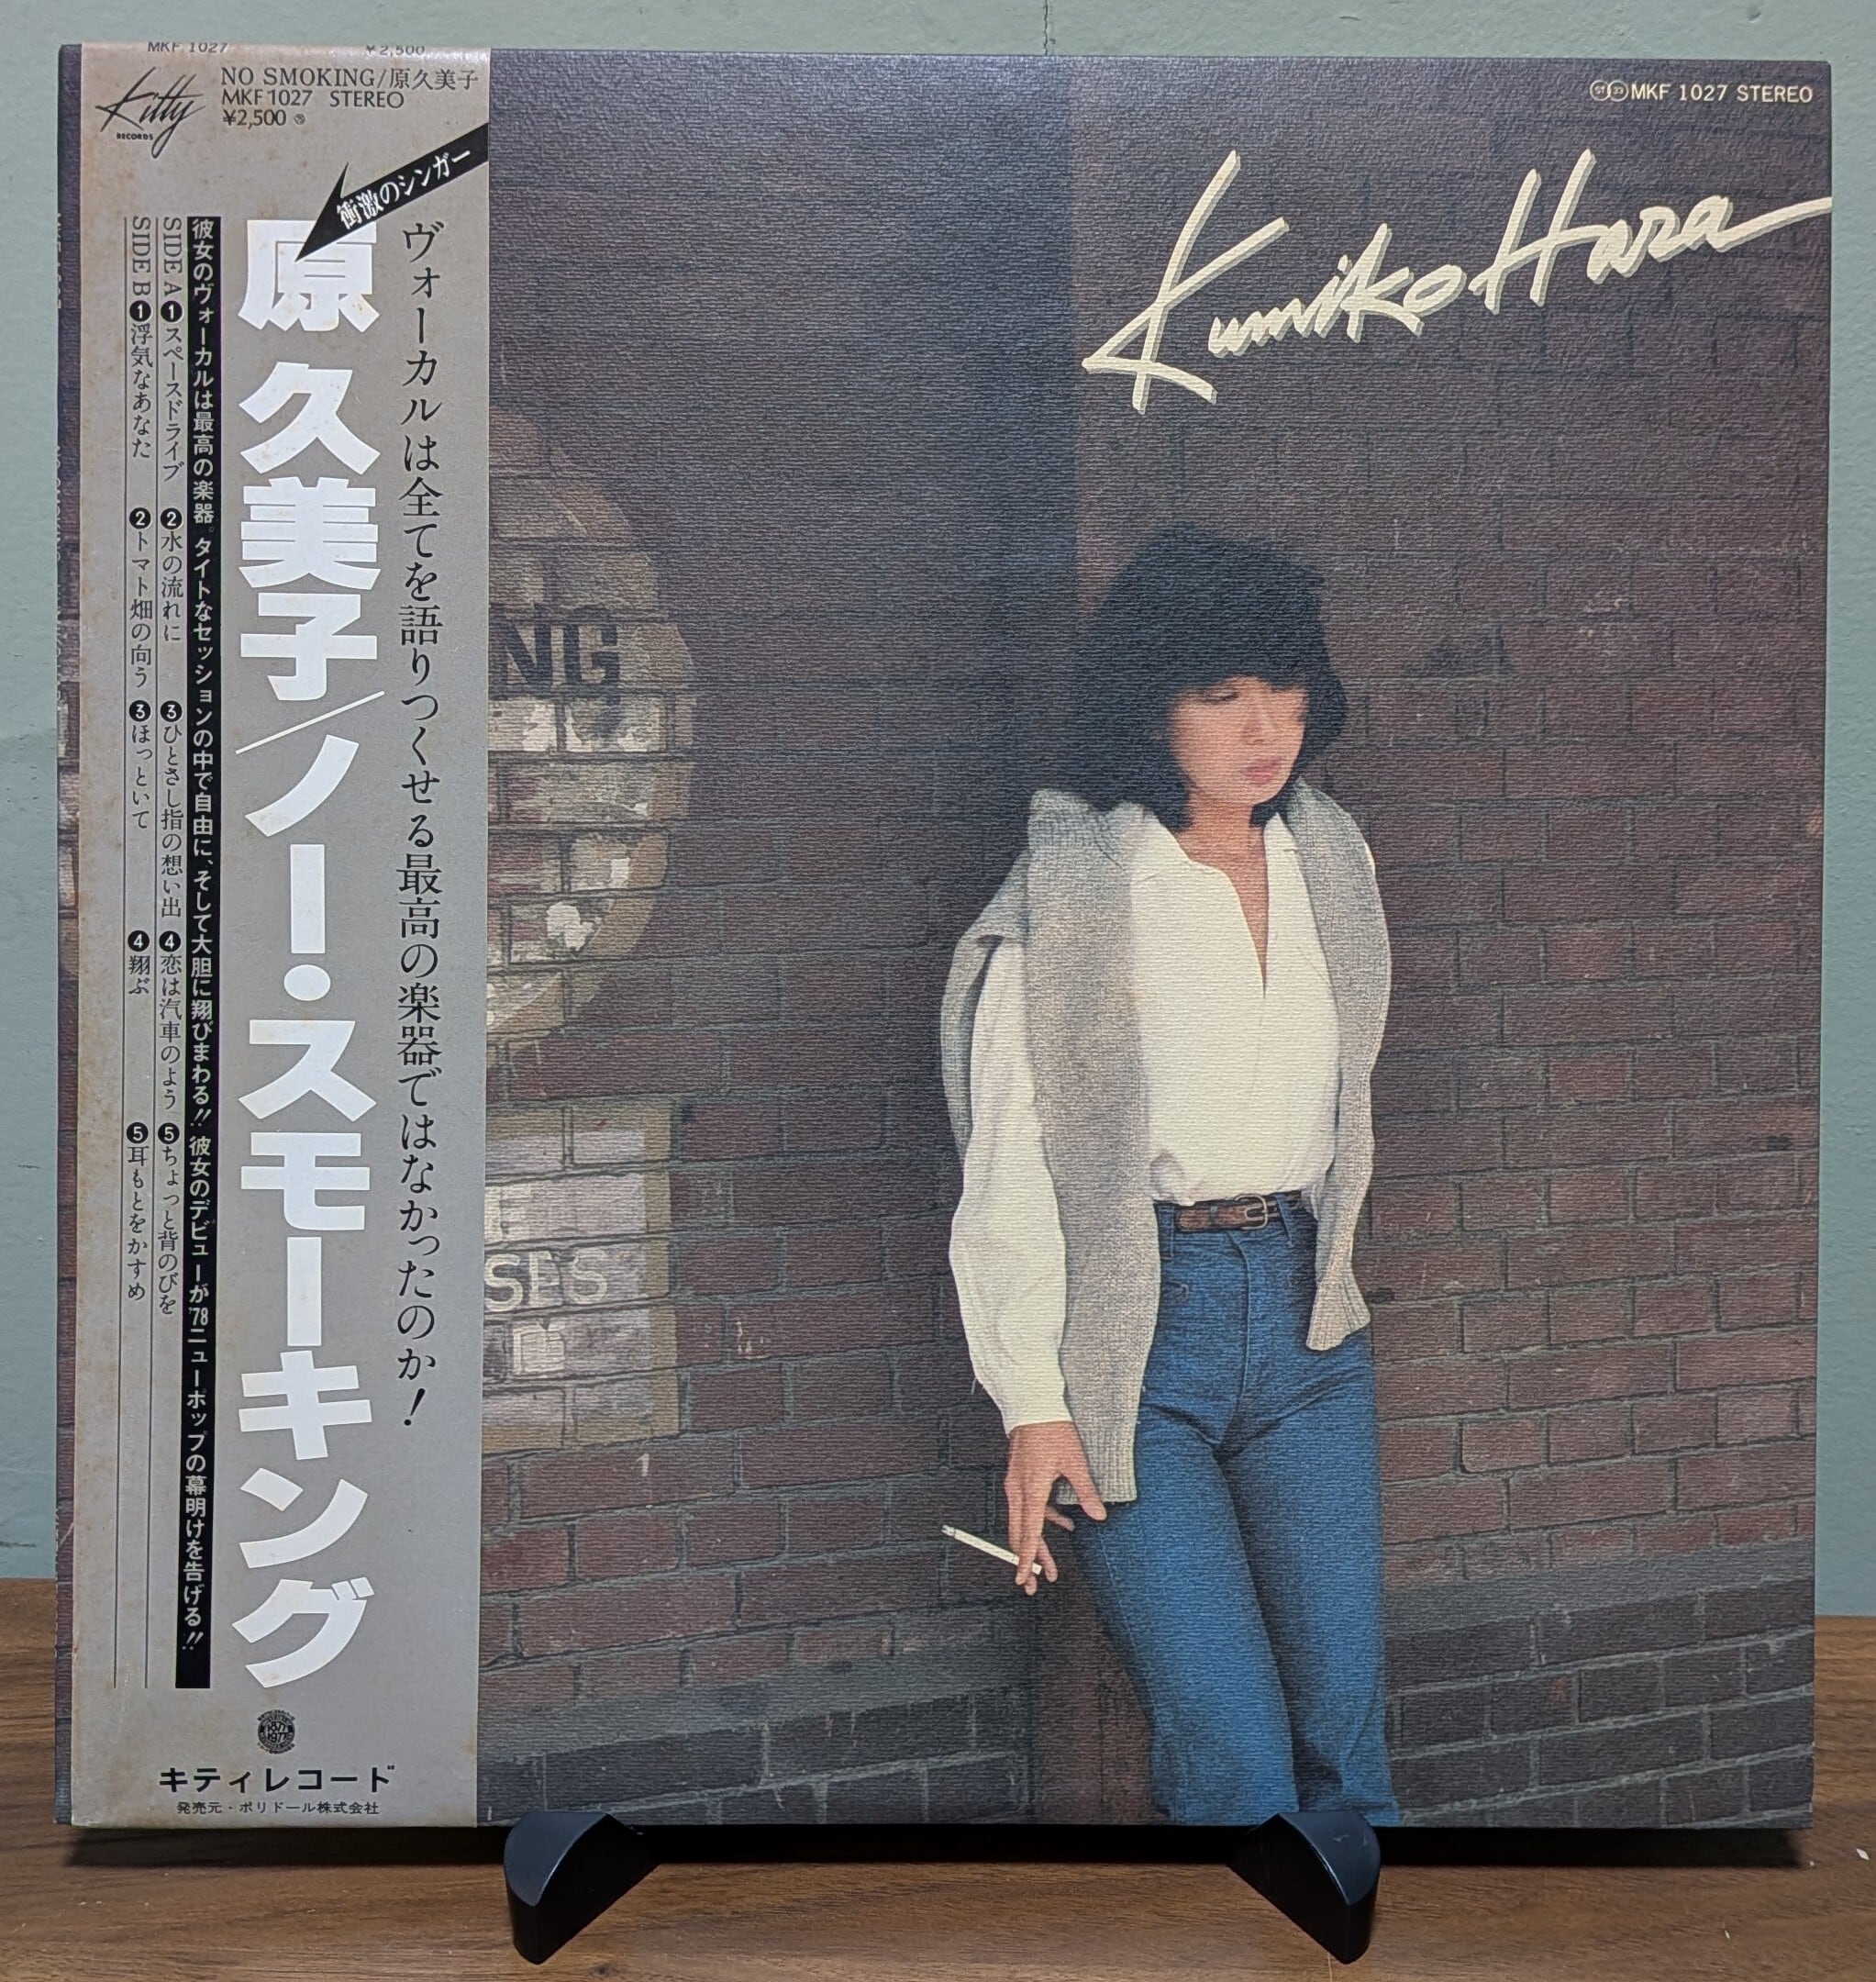 MKF 1027 ¥2,500
Kitty
RECORDS
NO SMOKING/原久美子
MKF 1027 STEREO
¥2,500
衝激のシンガー
ヴォーカルは全てを語りつくせる最高の楽器ではなかったのか!
原久美子/ノー・スモーキング
彼女のヴォーカルは最高の楽器。タイトなセッションの中で自由に、そして大胆に翔びまわる!!彼女のデビューが'78ニューポップの幕明けを告げる!!
SIDE A ❶スペースドライブ ❷水の流れに ❸ひとさし指の想い出 ❹恋は汽車のよう ❺ちょっと背のびを
SIDE B ❶浮気なあなた ❷トマト畑の向う ❸ほっといて ❹翔ぶ ❺耳もとをかすめ
1877
1977
キティレコード
発売元・ポリドール株式会社
MKF 1027 STEREO
Kumiko Hara
NG
SES